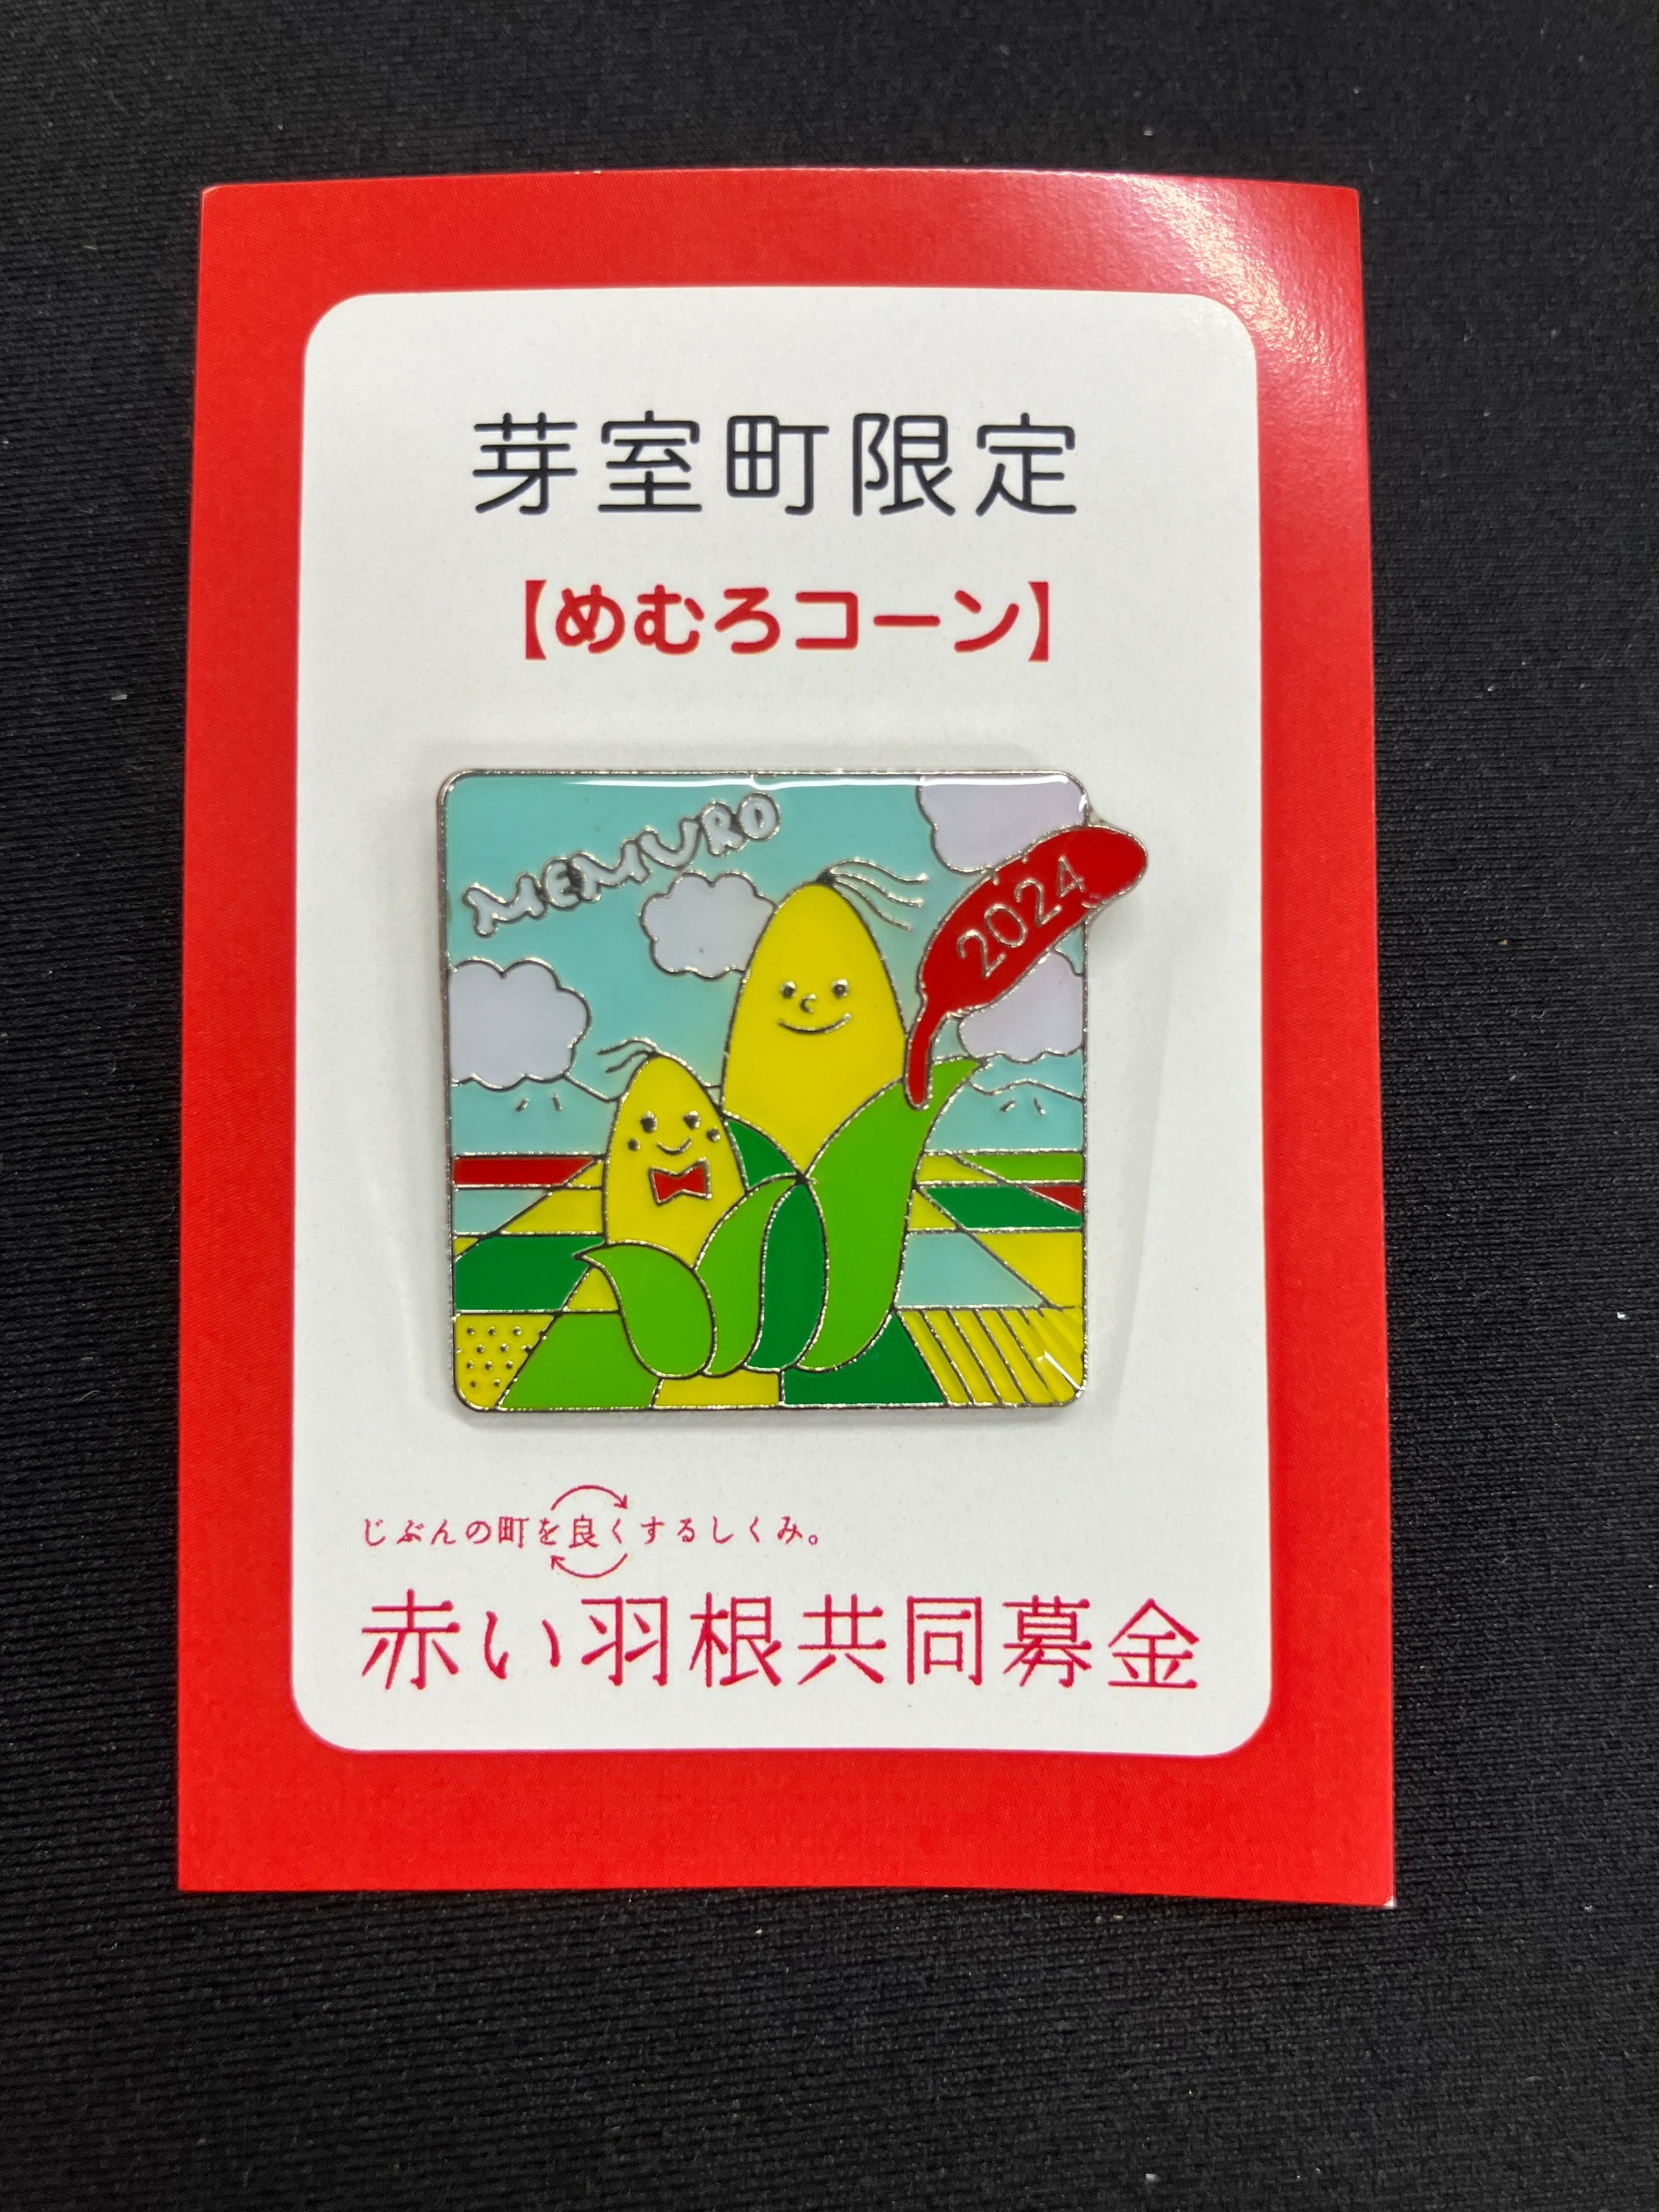 芽室町限定
【めむろコーン】
MEMURO
2024
じぶんの町を良くするしくみ。
赤い羽根共同募金